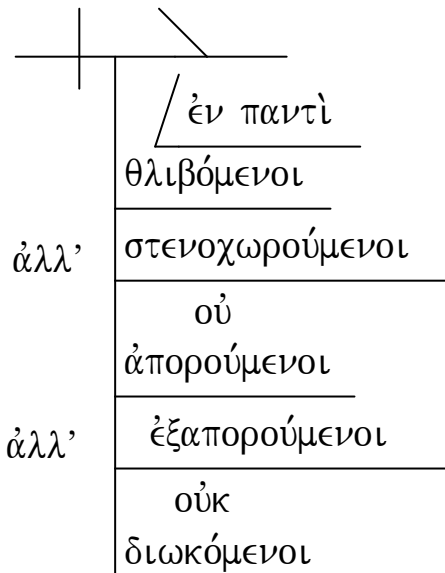 ἐν παντὶ
θλιβόμενοι
ἀλλ’ στενοχωρούμενοι
οὐ
ἀπορούμενοι
ἀλλ’ ἐξαπορούμενοι
οὐκ
διωκόμενοι